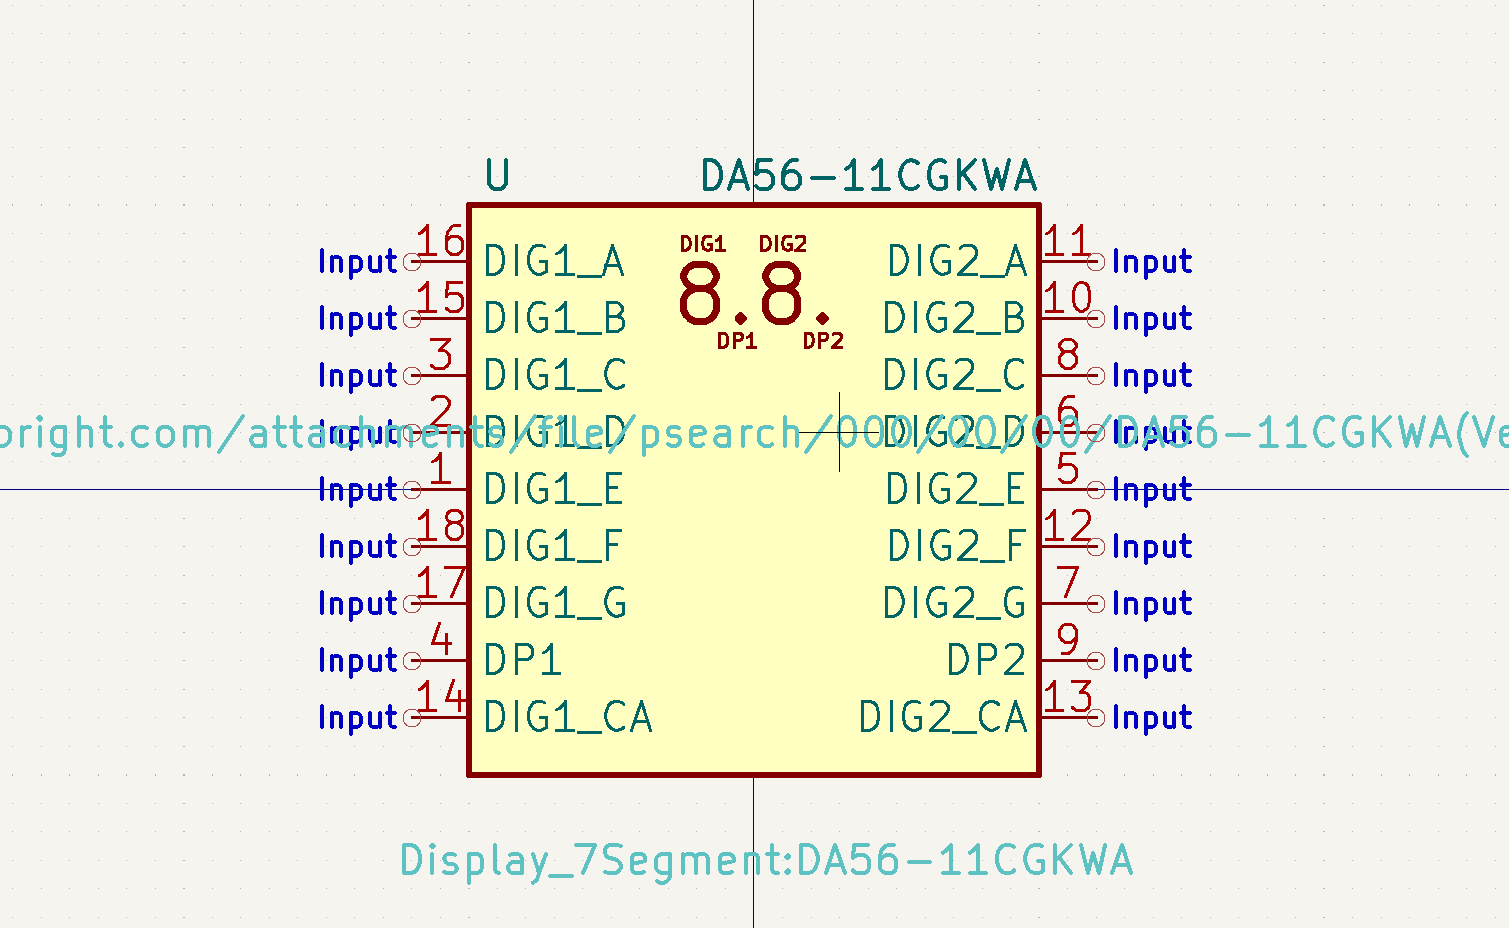 U DA56-11CGKWA
DIG1 DIG2
8.8.
DP1 DP2
Input 16 DIG1_A DIG2_A 11 Input
Input 15 DIG1_B DIG2_B 10 Input
Input 3 DIG1_C DIG2_C 8 Input
Input 2 DIG1_D DIG2_D 6 Input
bright.com/attachments/file/psearch/000/00/00/DA56-11CGKWA(Ve
Input 1 DIG1_E DIG2_E 5 Input
Input 18 DIG1_F DIG2_F 12 Input
Input 17 DIG1_G DIG2_G 7 Input
Input 4 DP1 DP2 9 Input
Input 14 DIG1_CA DIG2_CA 13 Input
Display_7Segment:DA56-11CGKWA